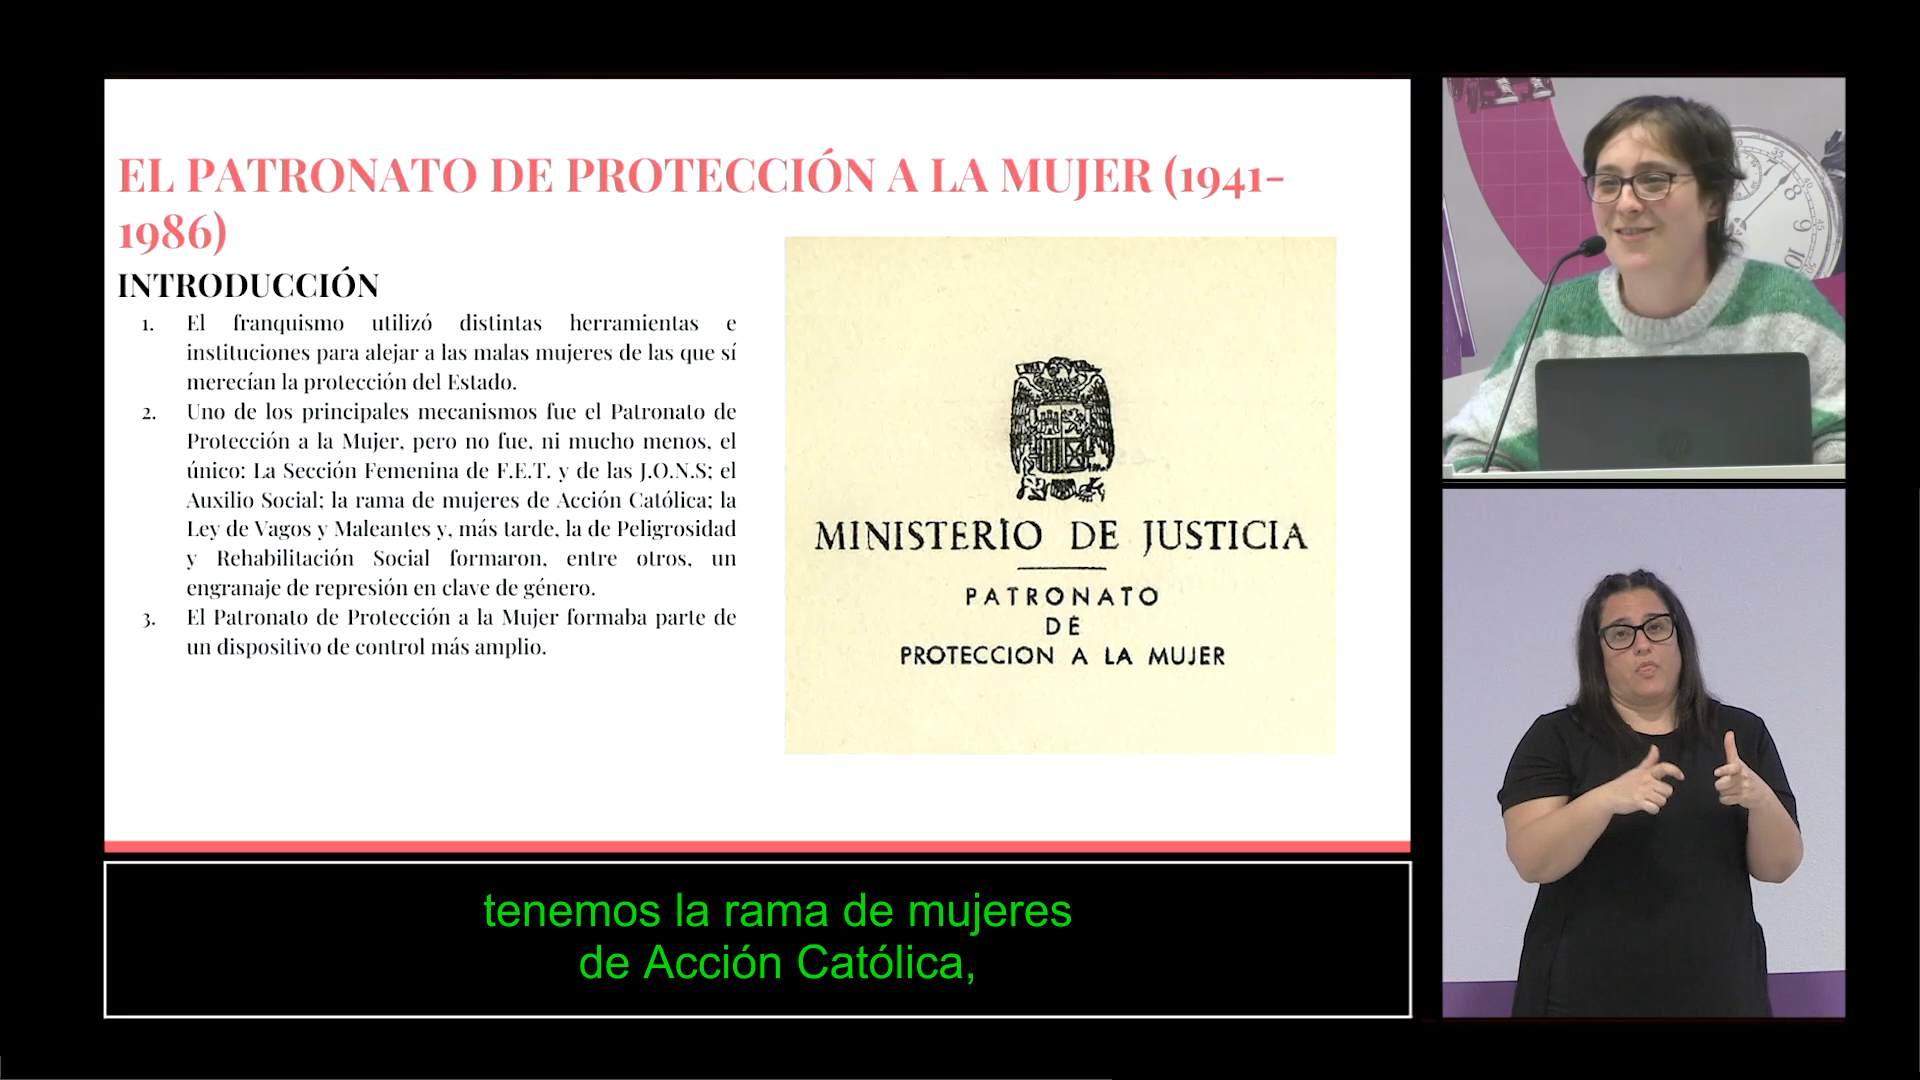 EL PATRONATO DE PROTECCIÓN A LA MUJER (1941-
1986)
INTRODUCCIÓN
1. El franquismo utilizó distintas herramientas e
instituciones para alejar a las malas mujeres de las que sí
merecían la protección del Estado.
2. Uno de los principales mecanismos fue el Patronato de
Protección a la Mujer, pero no fue, ni mucho menos, el
único: La Sección Femenina de F.E.T. y de las J.O.N.S; el
Auxilio Social; la rama de mujeres de Acción Católica; la
Ley de Vagos y Maleantes y, más tarde, la de Peligrosidad
y Rehabilitación Social formaron, entre otros, un
engranaje de represión en clave de género.
3. El Patronato de Protección a la Mujer formaba parte de
un dispositivo de control más amplio.
MINISTERIO DE JUSTICIA
PATRONATO
DE
PROTECCION A LA MUJER
tenemos la rama de mujeres
de Acción Católica,